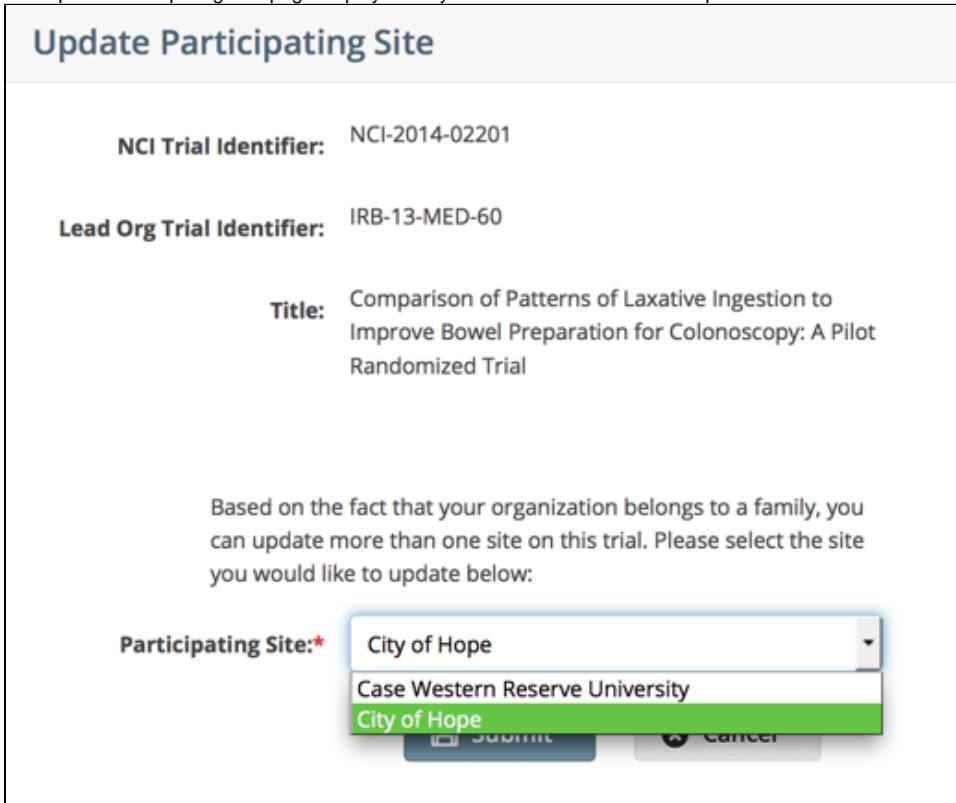 Update Participating Site
NCI Trial Identifier: NCI-2014-02201
Lead Org Trial Identifier: IRB-13-MED-60
Title: Comparison of Patterns of Laxative Ingestion to
Improve Bowel Preparation for Colonoscopy: A Pilot
Randomized Trial
Based on the fact that your organization belongs to a family, you
can update more than one site on this trial. Please select the site
you would like to update below:
Participating Site:* City of Hope
Case Western Reserve University
City of Hope
Submit Cancel